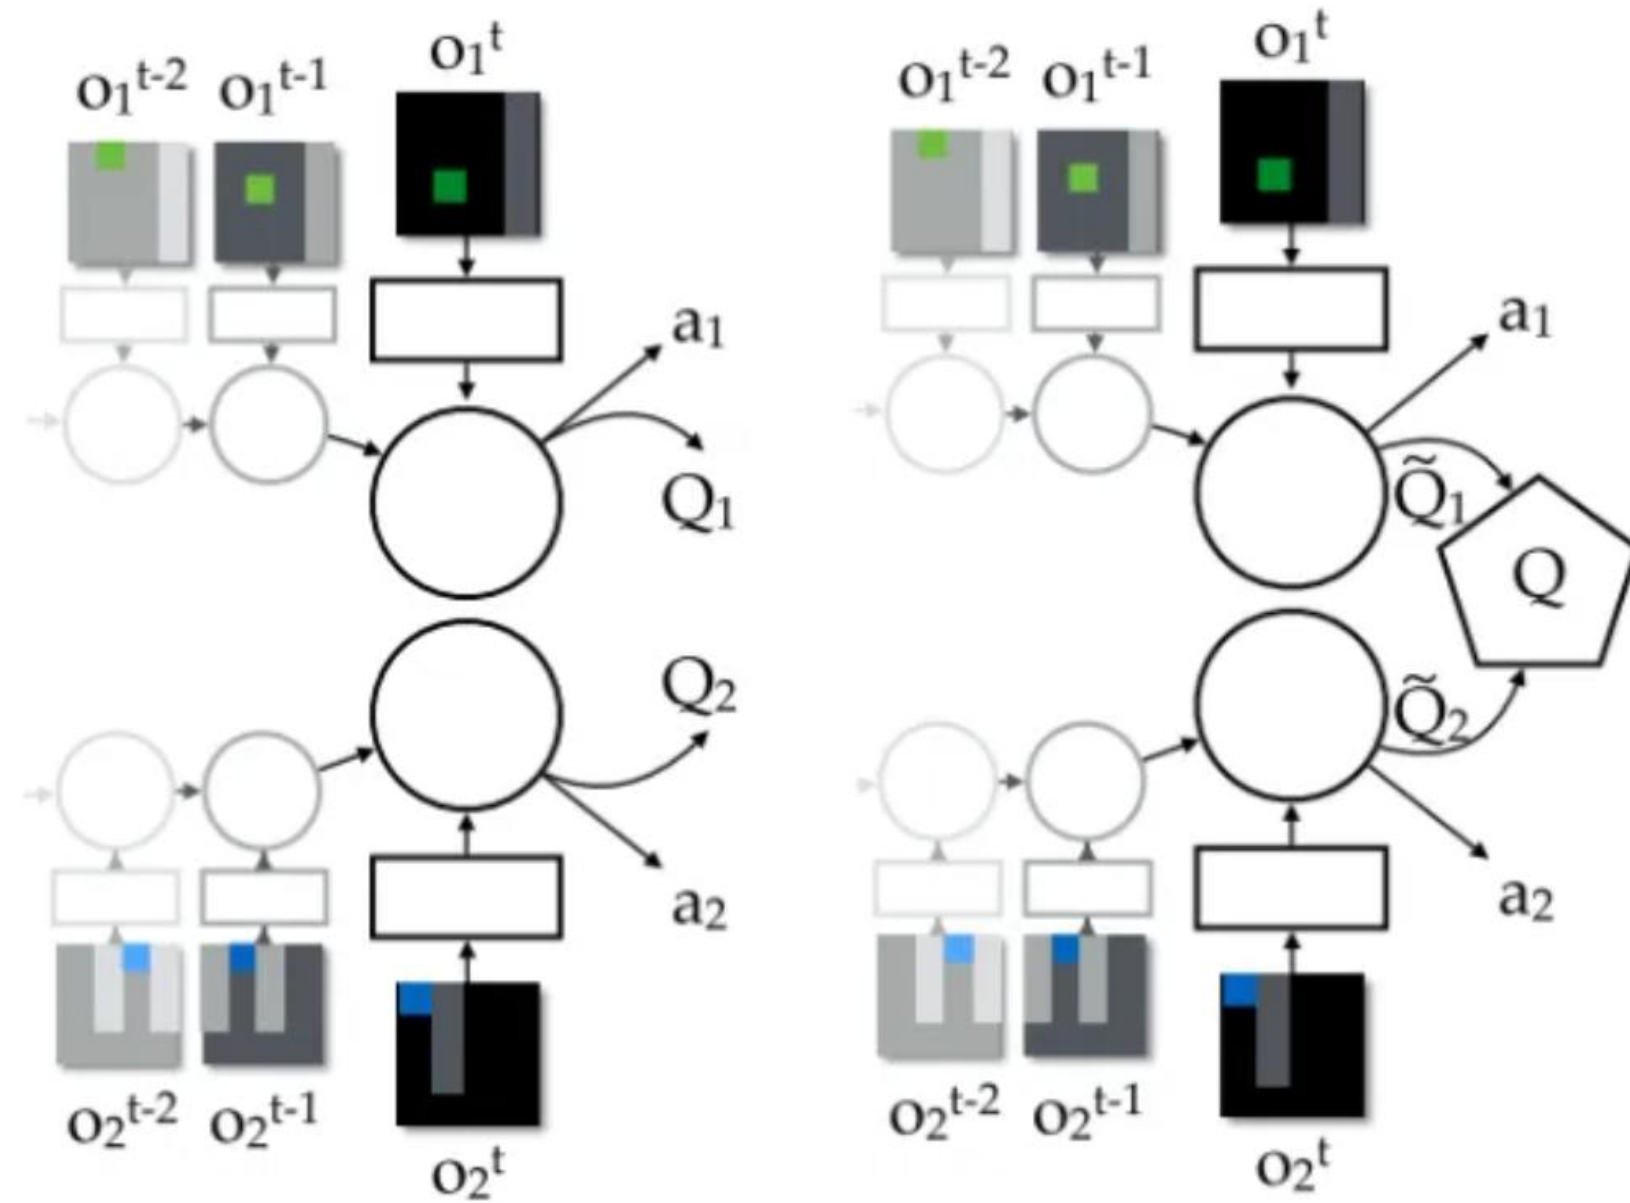 o₁ᵗ⁻² o₁ᵗ⁻¹ o₁ᵗ
a₁
Q₁
Q₂
a₂
o₂ᵗ⁻² o₂ᵗ⁻¹ o₂ᵗ
o₁ᵗ⁻² o₁ᵗ⁻¹ o₁ᵗ
a₁
Q̃₁
Q
Q̃₂
a₂
o₂ᵗ⁻² o₂ᵗ⁻¹ o₂ᵗ